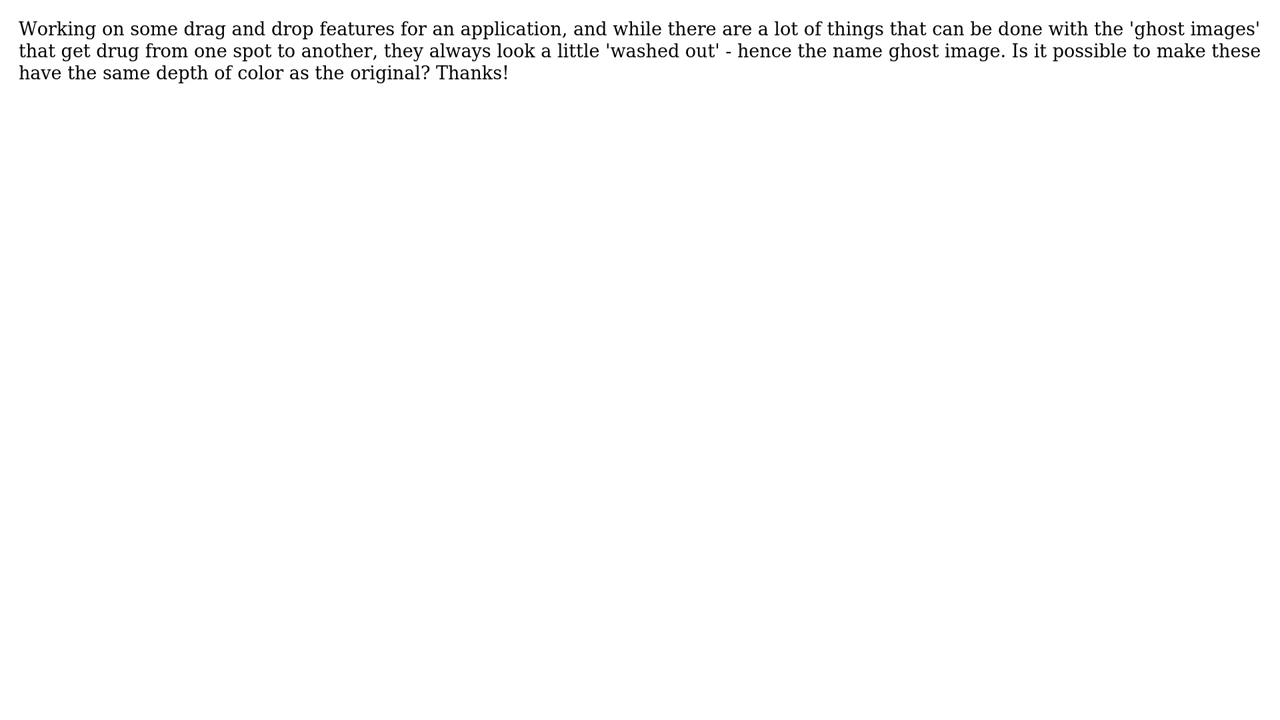 Working on some drag and drop features for an application, and while there are a lot of things that can be done with the 'ghost images'
that get drug from one spot to another, they always look a little 'washed out' - hence the name ghost image. Is it possible to make these
have the same depth of color as the original? Thanks!